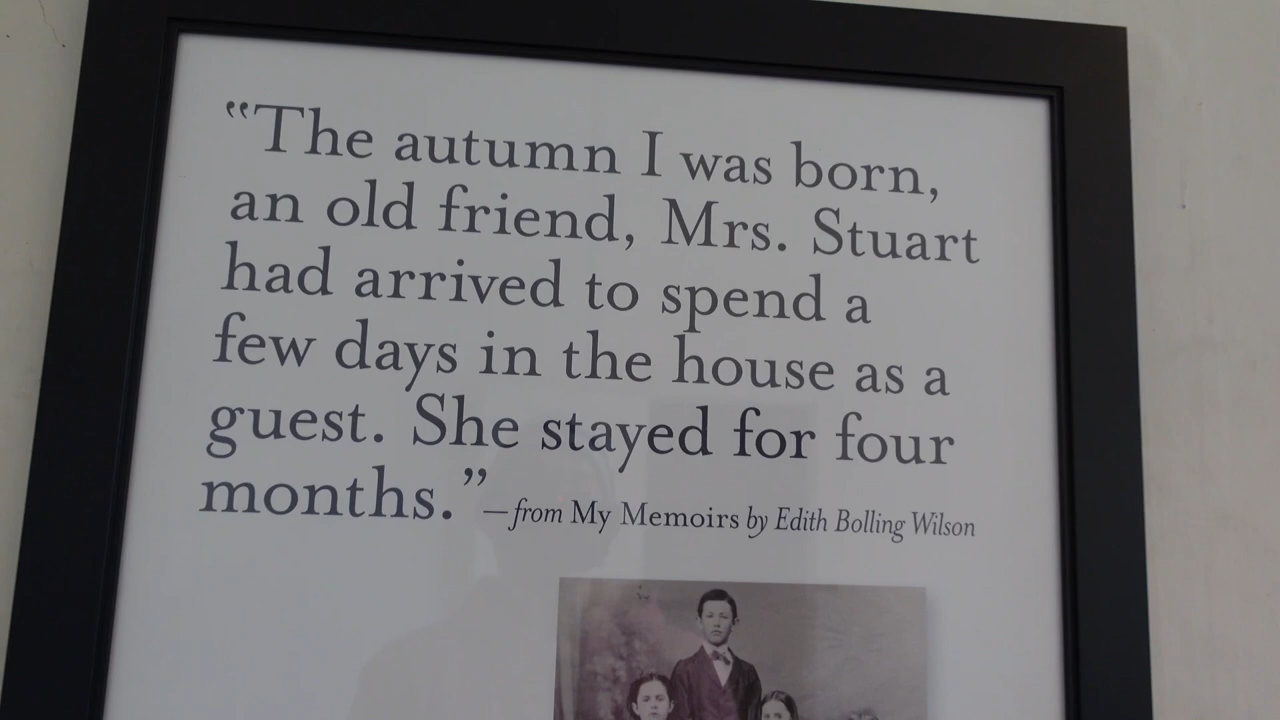 “The autumn I was born,
an old friend, Mrs. Stuart
had arrived to spend a
few days in the house as a
guest. She stayed for four
months.” —from My Memoirs by Edith Bolling Wilson